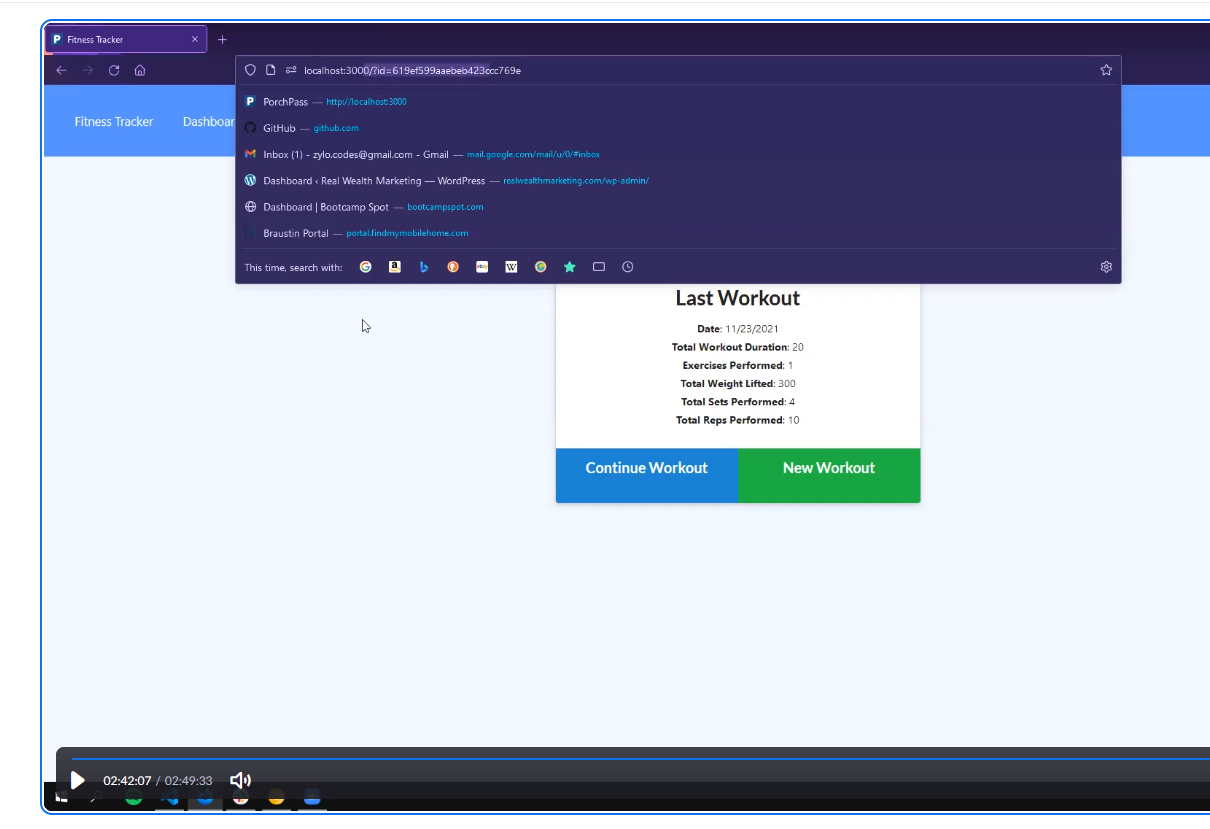 Fitness Tracker
localhost:3000/?id=619ef599aaebeb423ccc769e
PorchPass — http://localhost:3000
GitHub — github.com
Inbox (1) - zylo.codes@gmail.com - Gmail — mail.google.com/mail/u/0/#inbox
Dashboard ‹ Real Wealth Marketing — WordPress — realwealthmarketing.com/wp-admin/
Dashboard | Bootcamp Spot — bootcampspot.com
Braustin Portal — portal.findmymobilehome.com
This time, search with:
Fitness Tracker Dashboar
Last Workout
Date: 11/23/2021
Total Workout Duration: 20
Exercises Performed: 1
Total Weight Lifted: 300
Total Sets Performed: 4
Total Reps Performed: 10
Continue Workout New Workout
02:42:07 / 02:49:33